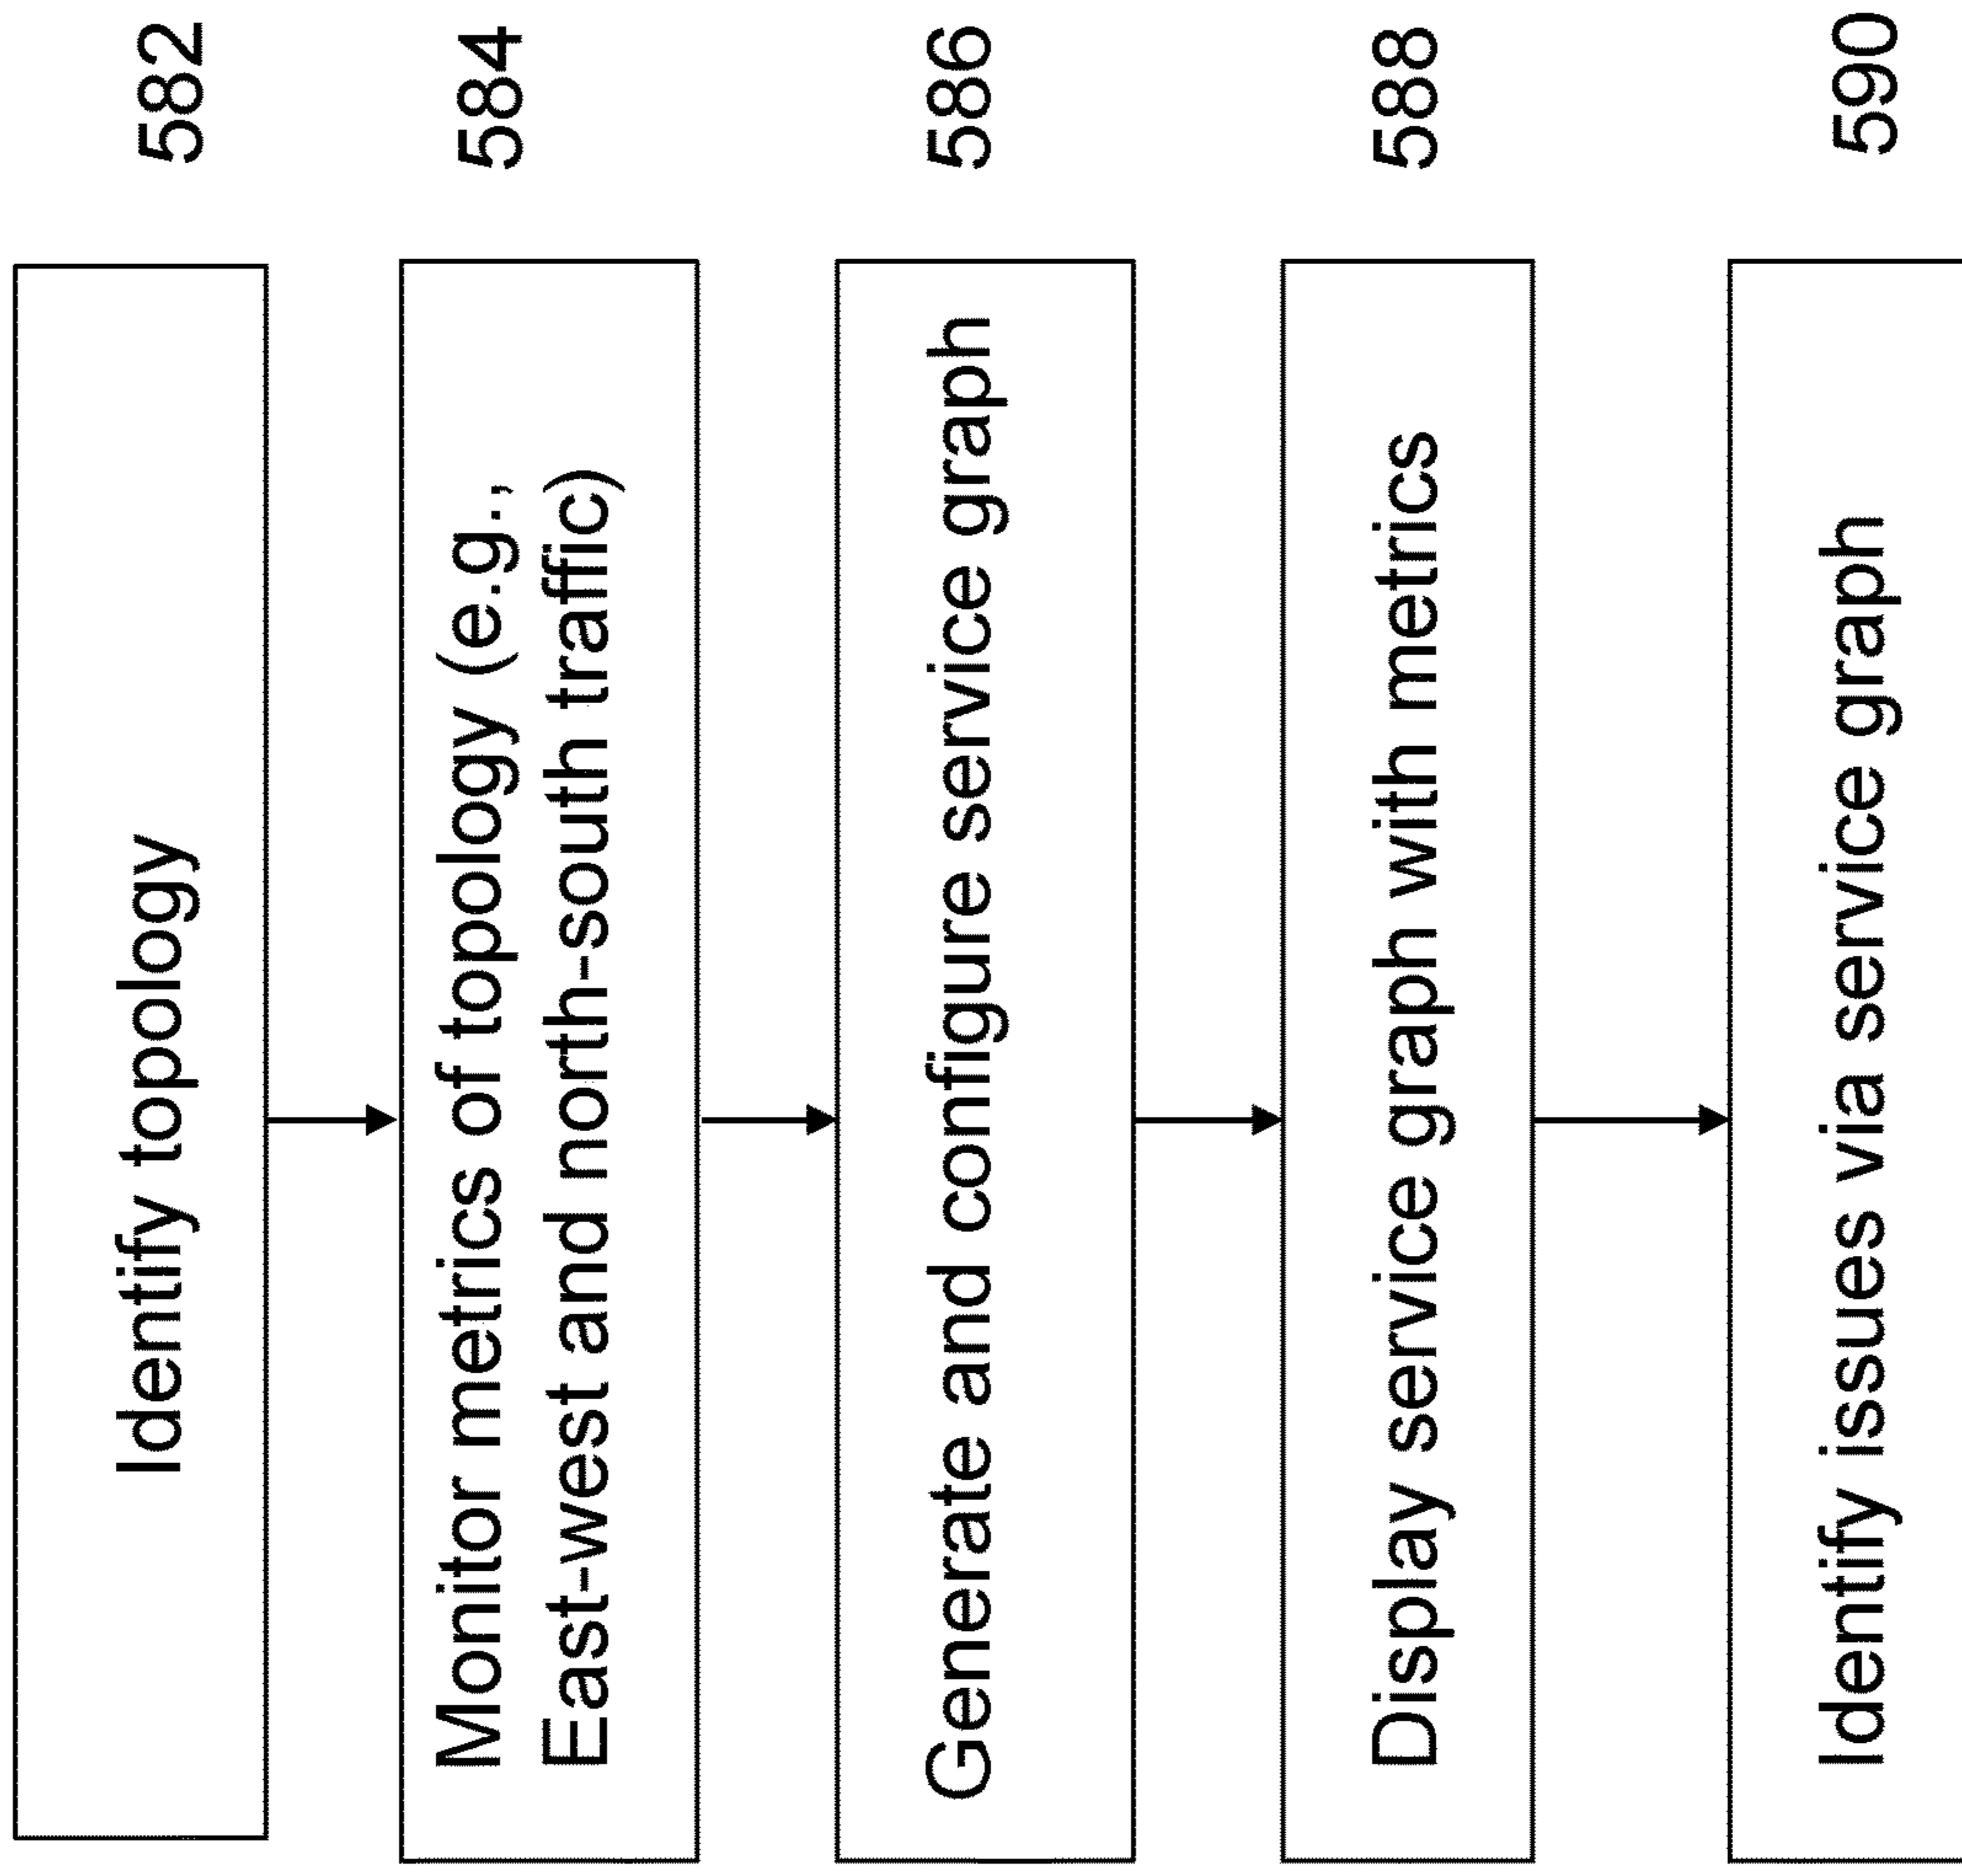 Identify topology
582
Monitor metrics of topology (e.g.,
East-west and north-south traffic)
584
Generate and configure service graph
586
Display service graph with metrics
588
Identify issues via service graph
590